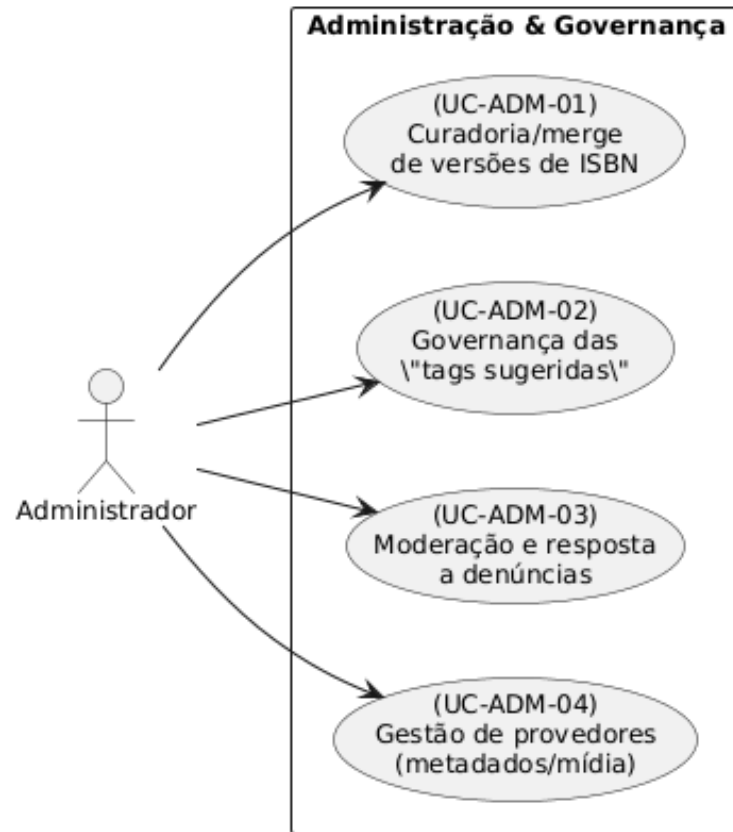 Administração & Governança
(UC-ADM-01)
Curadoria/merge
de versões de ISBN
(UC-ADM-02)
Governança das
\"tags sugeridas\"
Administrador
(UC-ADM-03)
Moderação e resposta
a denúncias
(UC-ADM-04)
Gestão de provedores
(metadados/mídia)